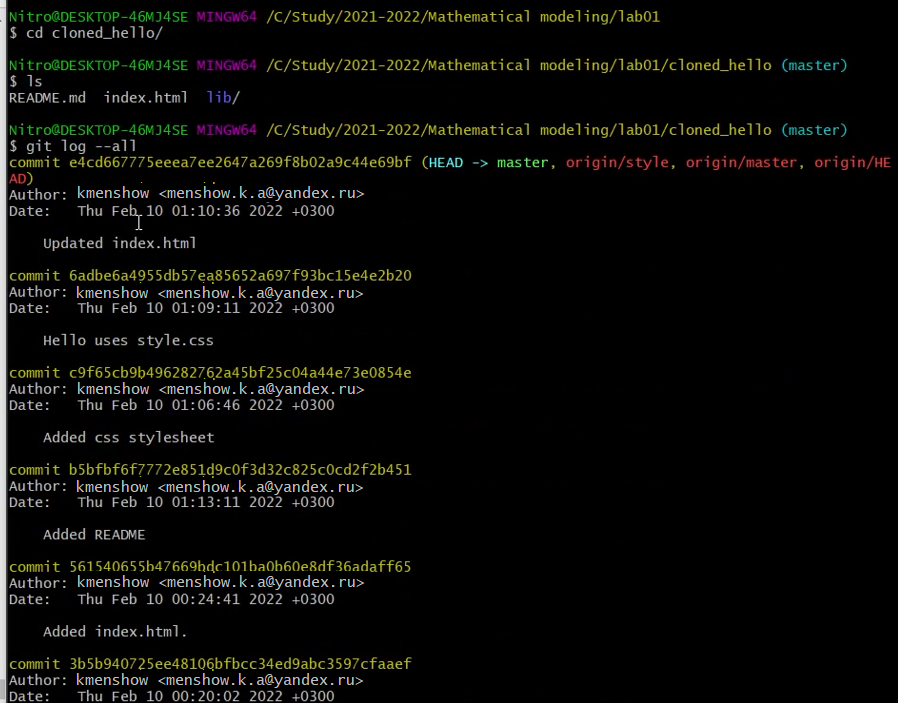 Nitro@DESKTOP-46MJ4SE MINGW64 /C/Study/2021-2022/Mathematical modeling/lab01
$ cd cloned_hello/
Nitro@DESKTOP-46MJ4SE MINGW64 /C/Study/2021-2022/Mathematical modeling/lab01/cloned_hello (master)
$ ls
README.md  index.html  lib/
Nitro@DESKTOP-46MJ4SE MINGW64 /C/Study/2021-2022/Mathematical modeling/lab01/cloned_hello (master)
$ git log --all
commit e4cd667775eeea7ee2647a269f8b02a9c44e69bf (HEAD -> master, origin/style, origin/master, origin/HE
AD)
Author: kmenshow <menshow.k.a@yandex.ru>
Date:   Thu Feb 10 01:10:36 2022 +0300
Updated index.html
commit 6adbe6a4955db57ea85652a697f93bc15e4e2b20
Author: kmenshow <menshow.k.a@yandex.ru>
Date:   Thu Feb 10 01:09:11 2022 +0300
Hello uses style.css
commit c9f65cb9b496282762a45bf25c04a44e73e0854e
Author: kmenshow <menshow.k.a@yandex.ru>
Date:   Thu Feb 10 01:06:46 2022 +0300
Added css stylesheet
commit b5bfbf6f7772e851d9c0f3d32c825c0cd2f2b451
Author: kmenshow <menshow.k.a@yandex.ru>
Date:   Thu Feb 10 01:13:11 2022 +0300
Added README
commit 561540655b47669bdc101ba0b60e8df36adaff65
Author: kmenshow <menshow.k.a@yandex.ru>
Date:   Thu Feb 10 00:24:41 2022 +0300
Added index.html.
commit 3b5b940725ee48106bfbcc34ed9abc3597cfaaef
Author: kmenshow <menshow.k.a@yandex.ru>
Date:   Thu Feb 10 00:20:02 2022 +0300